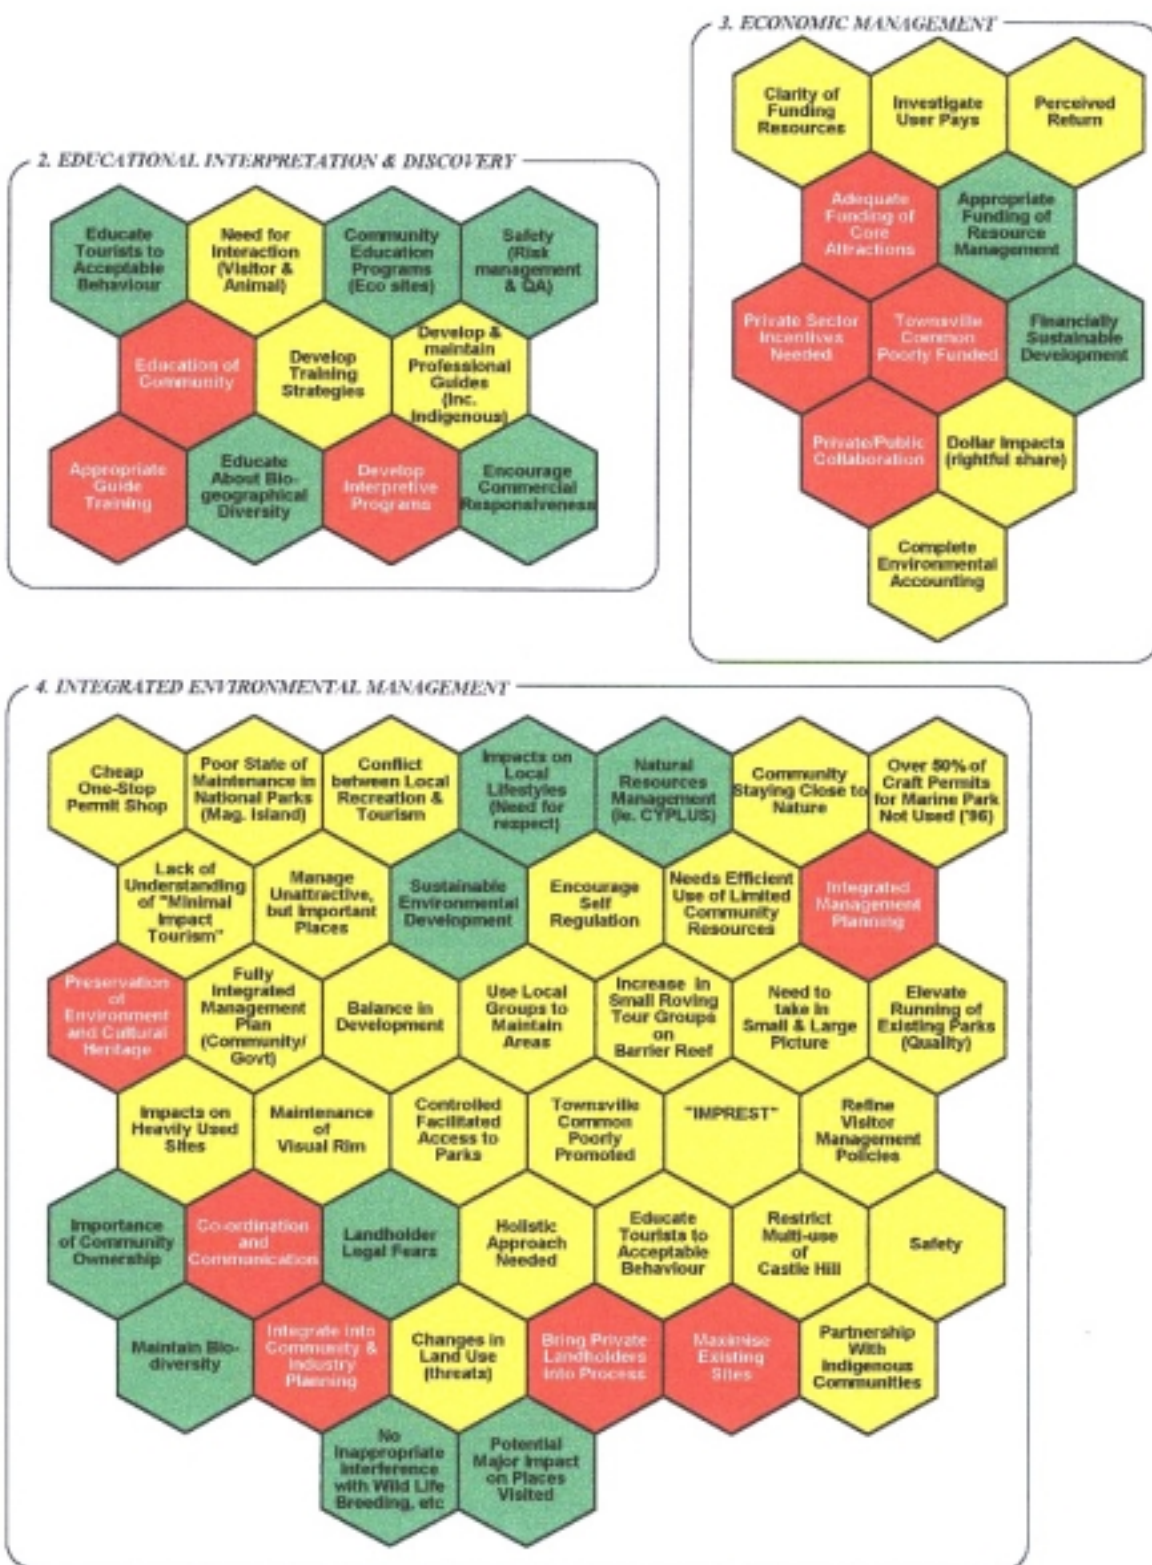 3. ECONOMIC MANAGEMENT
Clarity of
Funding
Resources
Investigate
User Pays
Perceived
Return
Adequate
Funding of
Core
Attractions
Appropriate
Funding of
Resource
Management
Private Sector
Incentives
Needed
Townsville
Common
Poorly Funded
Financially
Sustainable
Development
Private/Public
Collaboration
Dollar Impacts
(rightful share)
Complete
Environmental
Accounting
2. EDUCATIONAL INTERPRETATION & DISCOVERY
Educate
Tourists to
Acceptable
Behaviour
Need for
Interaction
(Visitor &
Animal)
Community
Education
Programs
(Eco sites)
Safety
(Risk
management
& QA)
Education of
Community
Develop
Training
Strategies
Develop &
maintain
Professional
Guides
(Inc.
Indigenous)
Appropriate
Guide
Training
Educate
About Bio-
geographical
Diversity
Develop
Interpretive
Programs
Encourage
Commercial
Responsiveness
4. INTEGRATED ENVIRONMENTAL MANAGEMENT
Cheap
One-Stop
Permit Shop
Poor State of
Maintenance in
National Parks
(Mag. Island)
Conflict
between Local
Recreation &
Tourism
Impacts on
Local
Lifestyles
(Need for
respect)
Natural
Resources
Management
(ie. CYPLUS)
Community
Staying Close to
Nature
Over 50% of
Craft Permits
for Marine Park
Not Used ('96)
Lack of
Understanding
of "Minimal
Impact
Tourism"
Manage
Unattractive,
but Important
Places
Sustainable
Environmental
Development
Encourage
Self
Regulation
Needs Efficient
Use of Limited
Community
Resources
Integrated
Management
Planning
Preservation
of
Environment
and Cultural
Heritage
Fully
Integrated
Management
Plan
(Community/
Govt)
Balance in
Development
Use Local
Groups to
Maintain
Areas
Increase in
Small Roving
Tour Groups
on
Barrier Reef
Need to
take in
Small & Large
Picture
Elevate
Running of
Existing Parks
(Quality)
Impacts on
Heavily Used
Sites
Maintenance
of
Visual Rim
Controlled
Facilitated
Access to
Parks
Townsville
Common
Poorly
Promoted
"IMPREST"
Refine
Visitor
Management
Policies
Importance
of Community
Ownership
Co-ordination
and
Communication
Landholder
Legal Fears
Holistic
Approach
Needed
Educate
Tourists to
Acceptable
Behaviour
Restrict
Multi-use
of
Castle Hill
Safety
Maintain Bio-
diversity
Integrate into
Community &
Industry
Planning
Changes in
Land Use
(threats)
Bring Private
Landholders
into Process
Maximise
Existing
Sites
Partnership
With
Indigenous
Communities
No
Inappropriate
Interference
with Wild Life
Breeding, etc
Potential
Major Impact
on Places
Visited